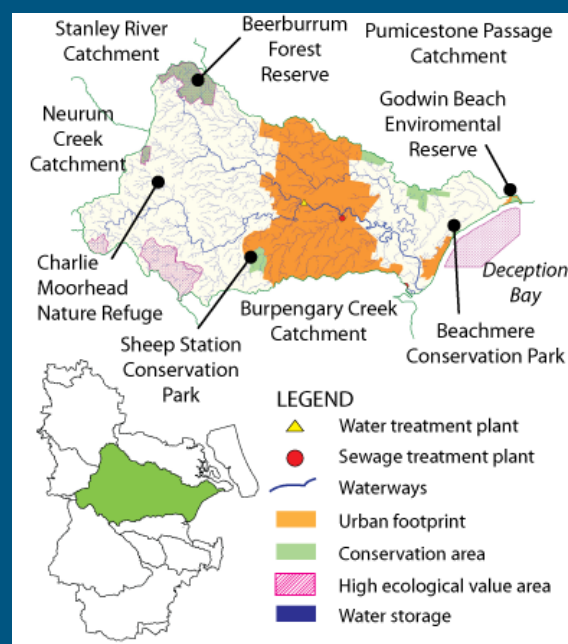 Stanley River
Catchment
Beerburrum
Forest
Reserve
Pumicestone Passage
Catchment
Neurum
Creek
Catchment
Godwin Beach
Enviromental
Reserve
Charlie
Moorhead
Nature Refuge
Sheep Station
Conservation
Park
Burpengary Creek
Catchment
Deception
Bay
Beachmere
Conservation Park
LEGEND
Water treatment plant
Sewage treatment plant
Waterways
Urban footprint
Conservation area
High ecological value area
Water storage